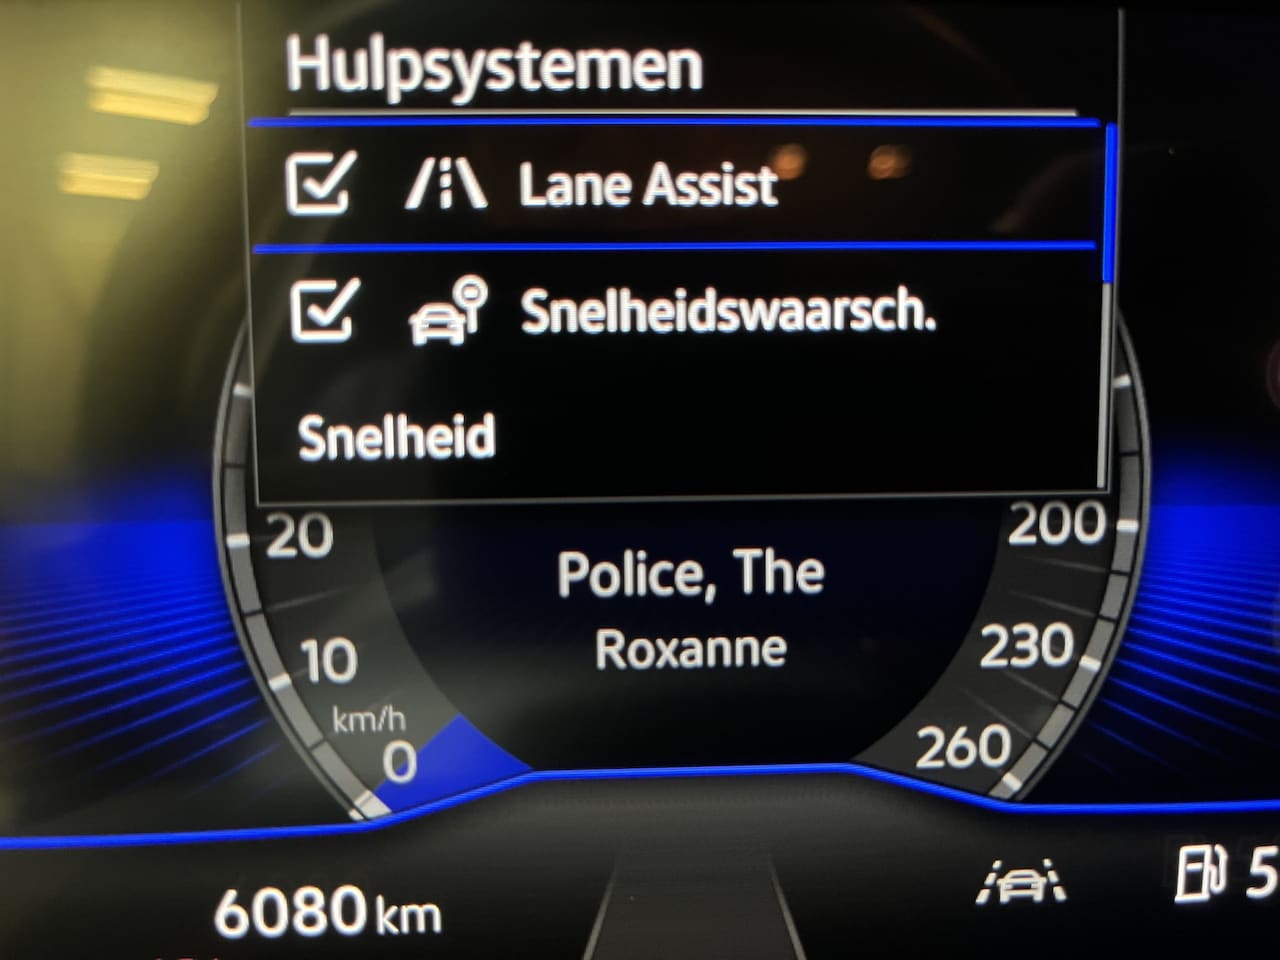 Hulpsystemen
Lane Assist
Snelheidswaarsch.
Snelheid
20
200
Police, The
Roxanne
10
230
km/h
0
260
6080 km
5